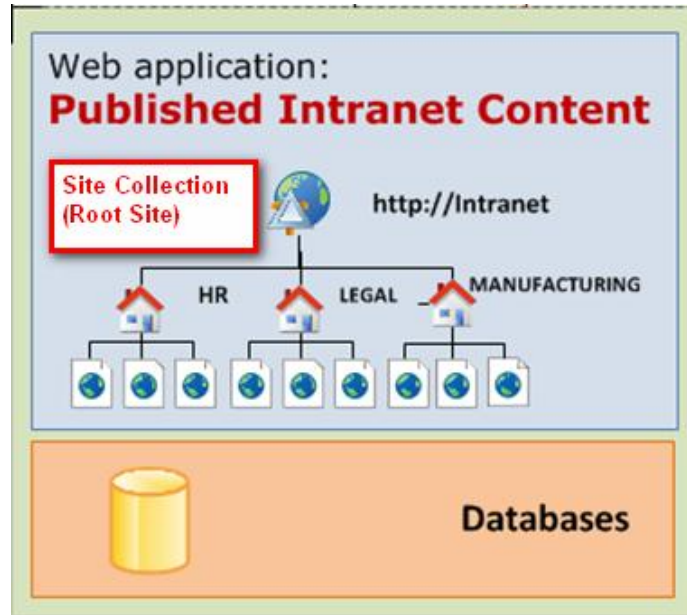 Web application:
Published Intranet Content
Site Collection
(Root Site)
http://Intranet
HR
LEGAL
MANUFACTURING
Databases